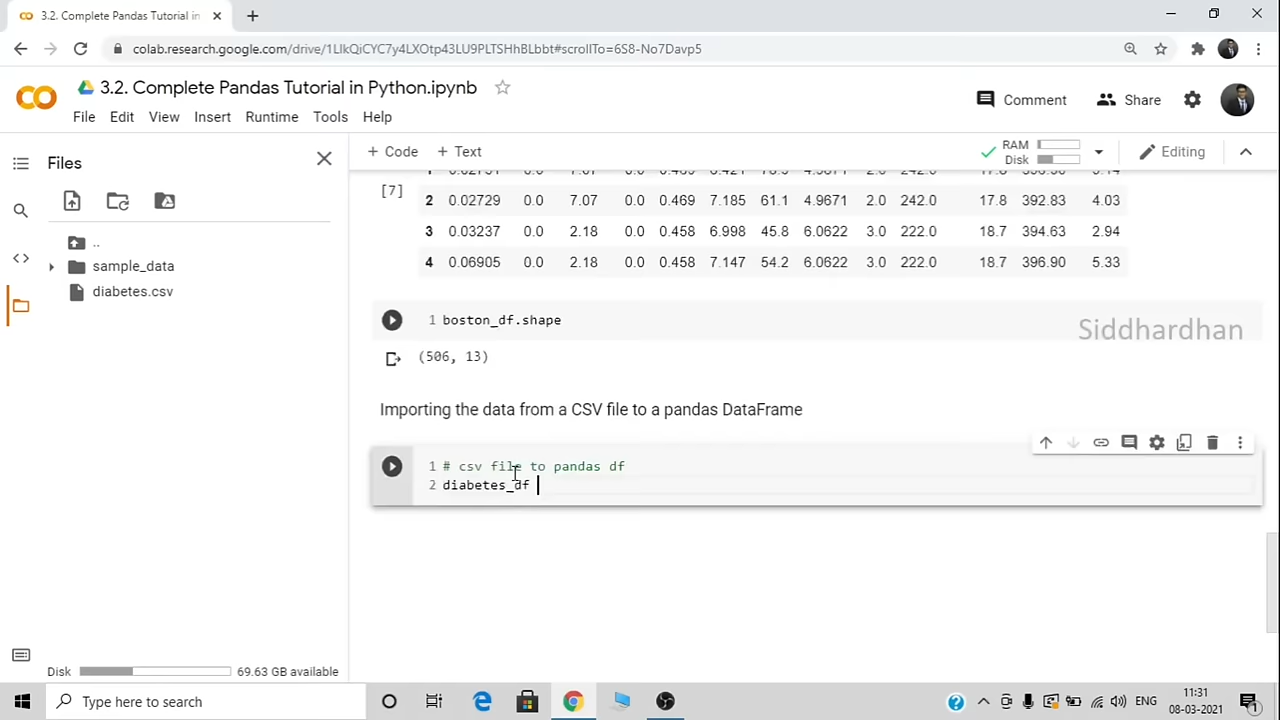 3.2. Complete Pandas Tutorial in
colab.research.google.com/drive/1LlkQiCYC7y4LXOtp43LU9PLTSHhBLbbt#scrollTo=6S8-No7Davp5
3.2. Complete Pandas Tutorial in Python.ipynb
File Edit View Insert Runtime Tools Help
Comment Share
Files
+ Code + Text
RAM
Disk
Editing
[7]
2 0.02729 0.0 7.07 0.0 0.469 7.185 61.1 4.9671 2.0 242.0 17.8 392.83 4.03
3 0.03237 0.0 2.18 0.0 0.458 6.998 45.8 6.0622 3.0 222.0 18.7 394.63 2.94
4 0.06905 0.0 2.18 0.0 0.458 7.147 54.2 6.0622 3.0 222.0 18.7 396.90 5.33
..
sample_data
diabetes.csv
1 boston_df.shape
Siddhardhan
(506, 13)
Importing the data from a CSV file to a pandas DataFrame
1 # csv file to pandas df
2 diabetes_df
Disk 69.63 GB available
Type here to search
ENG
11:31
08-03-2021